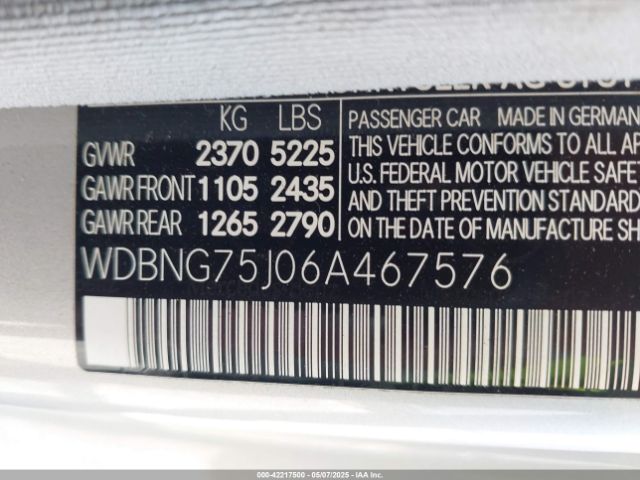 KG LBS
GVWR 2370 5225
GAWR FRONT 1105 2435
GAWR REAR 1265 2790
PASSENGER CAR MADE IN GERMAN
THIS VEHICLE CONFORMS TO ALL AP
U.S. FEDERAL MOTOR VEHICLE SAFE
AND THEFT PREVENTION STANDARD
ON THE DATE OF MANUFACTURE SH
WDBNG75J06A467576
000-42217500 - 05/07/2025 - IAA Inc.